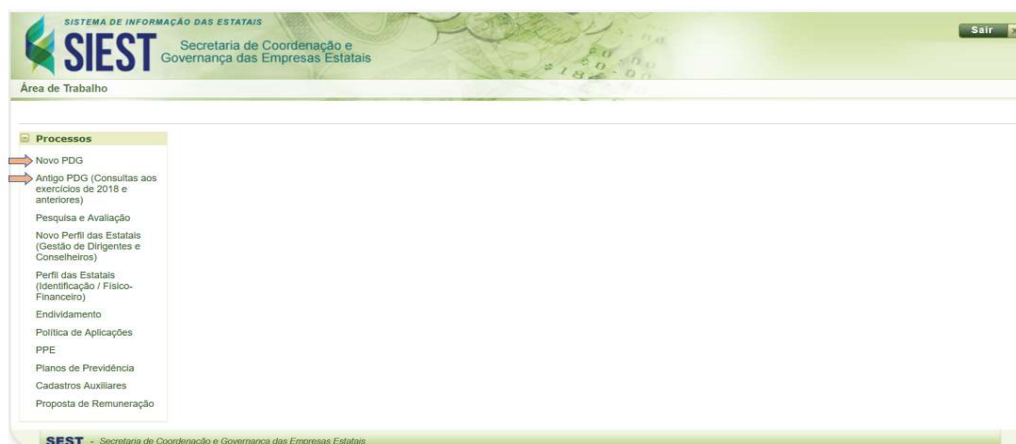 SISTEMA DE INFORMAÇÃO DAS ESTATAIS
SIEST
Secretaria de Coordenação e
Governança das Empresas Estatais
Sair
Área de Trabalho
Processos
Novo PDG
Antigo PDG (Consultas aos
exercícios de 2018 e
anteriores)
Pesquisa e Avaliação
Novo Perfil das Estatais
(Gestão de Dirigentes e
Conselheiros)
Perfil das Estatais
(Identificação / Físico-
Financeiro)
Endividamento
Política de Aplicações
PPE
Planos de Previdência
Cadastros Auxiliares
Proposta de Remuneração
SEST - Secretaria de Coordenação e Governança das Empresas Estatais